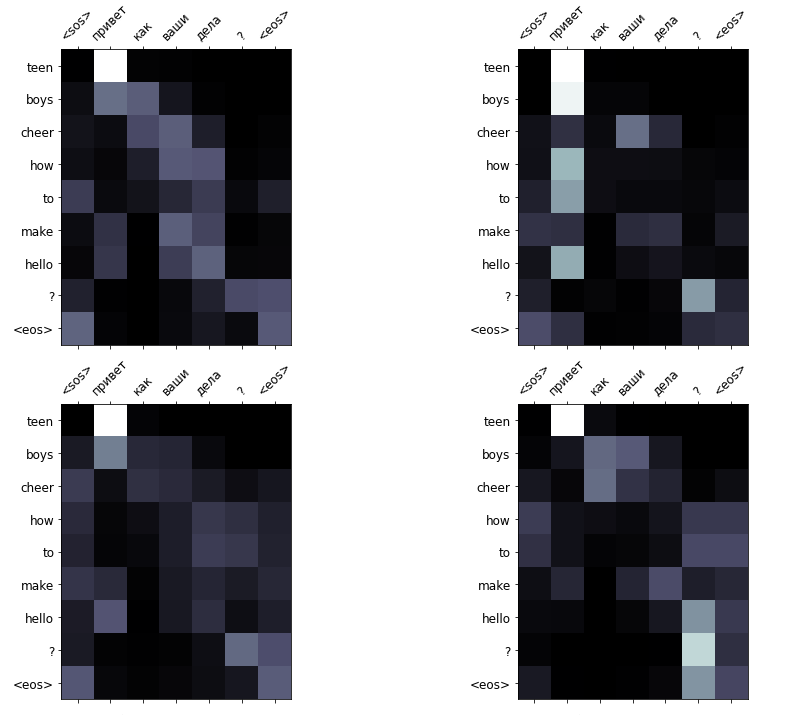 <sos> привет как ваши дела ? <eos>
teen
boys
cheer
how
to
make
hello
?
<eos>
<sos> привет как ваши дела ? <eos>
teen
boys
cheer
how
to
make
hello
?
<eos>
<sos> привет как ваши дела ? <eos>
teen
boys
cheer
how
to
make
hello
?
<eos>
<sos> привет как ваши дела ? <eos>
teen
boys
cheer
how
to
make
hello
?
<eos>